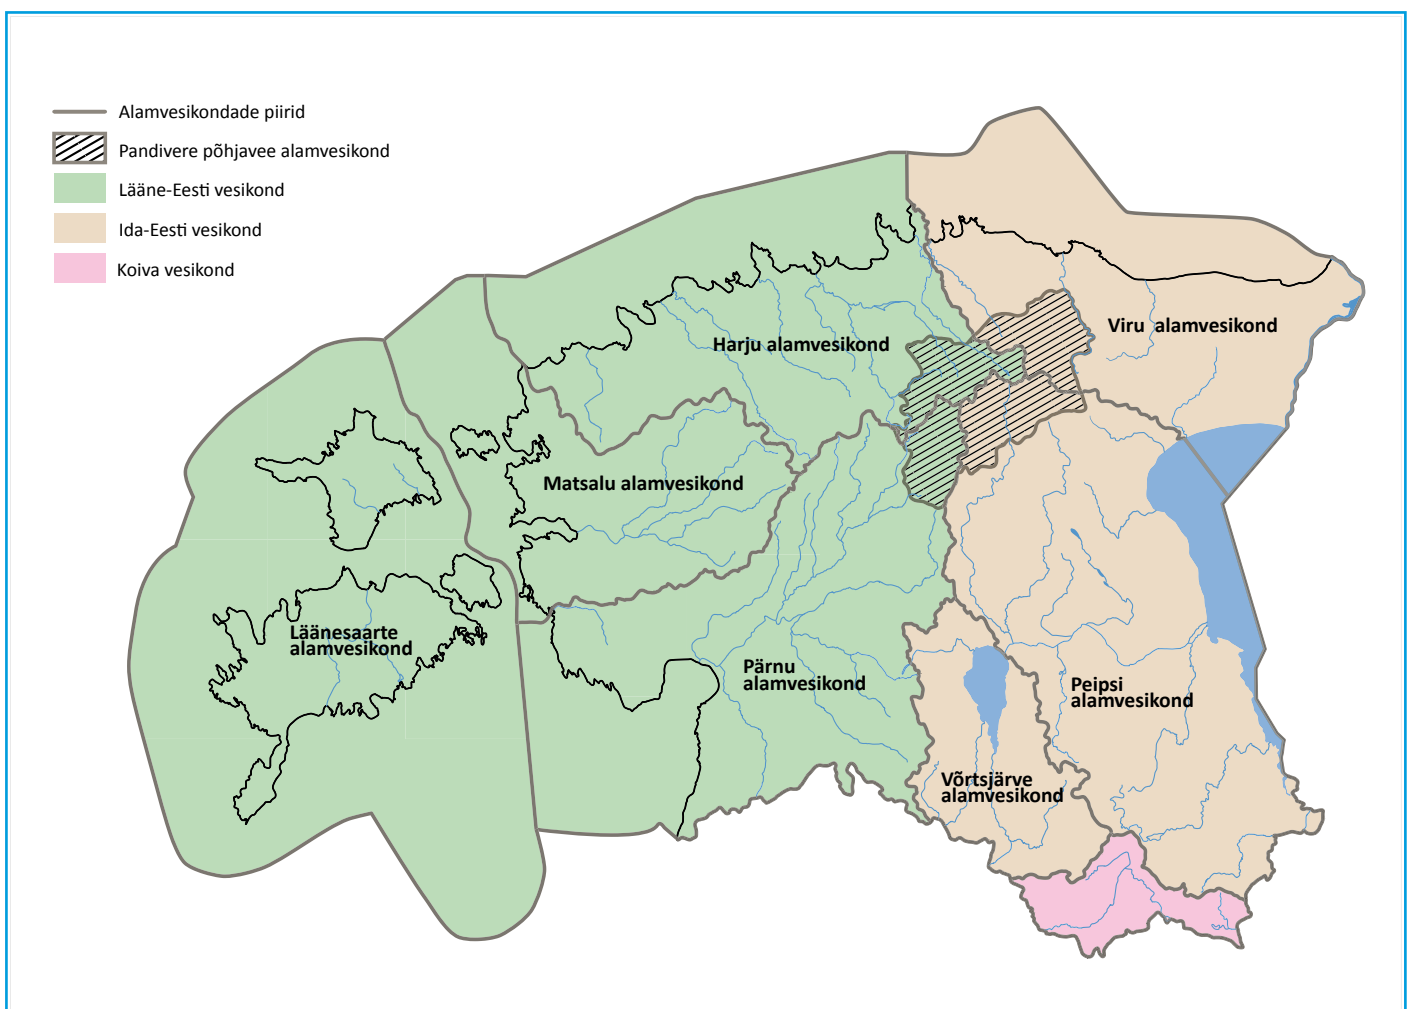 Alamvesikondade piirid
Pandivere põhjavee alamvesikond
Lääne-Eesti vesikond
Ida-Eesti vesikond
Koiva vesikond
Viru alamvesikond
Harju alamvesikond
Matsalu alamvesikond
Läänesaarte
alamvesikond
Pärnu
alamvesikond
Peipsi
alamvesikond
Võrtsjärve
alamvesikond